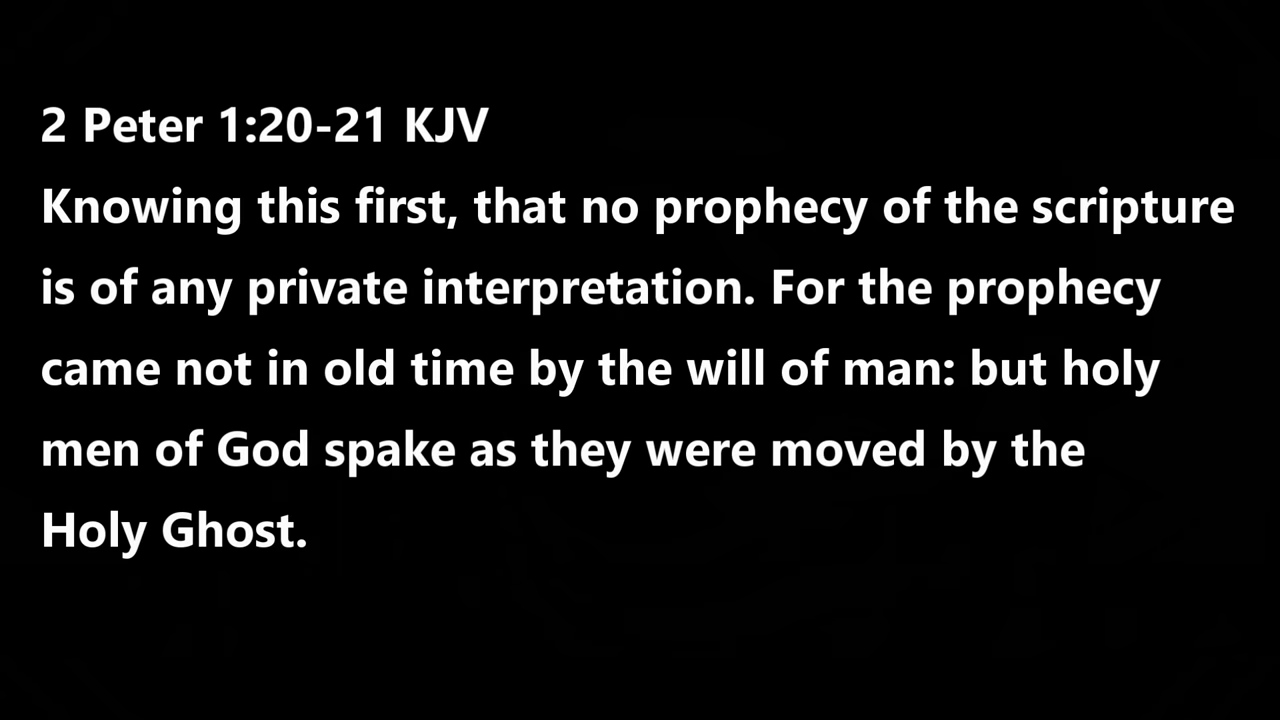 2 Peter 1:20-21 KJV
Knowing this first, that no prophecy of the scripture
is of any private interpretation. For the prophecy
came not in old time by the will of man: but holy
men of God spake as they were moved by the
Holy Ghost.